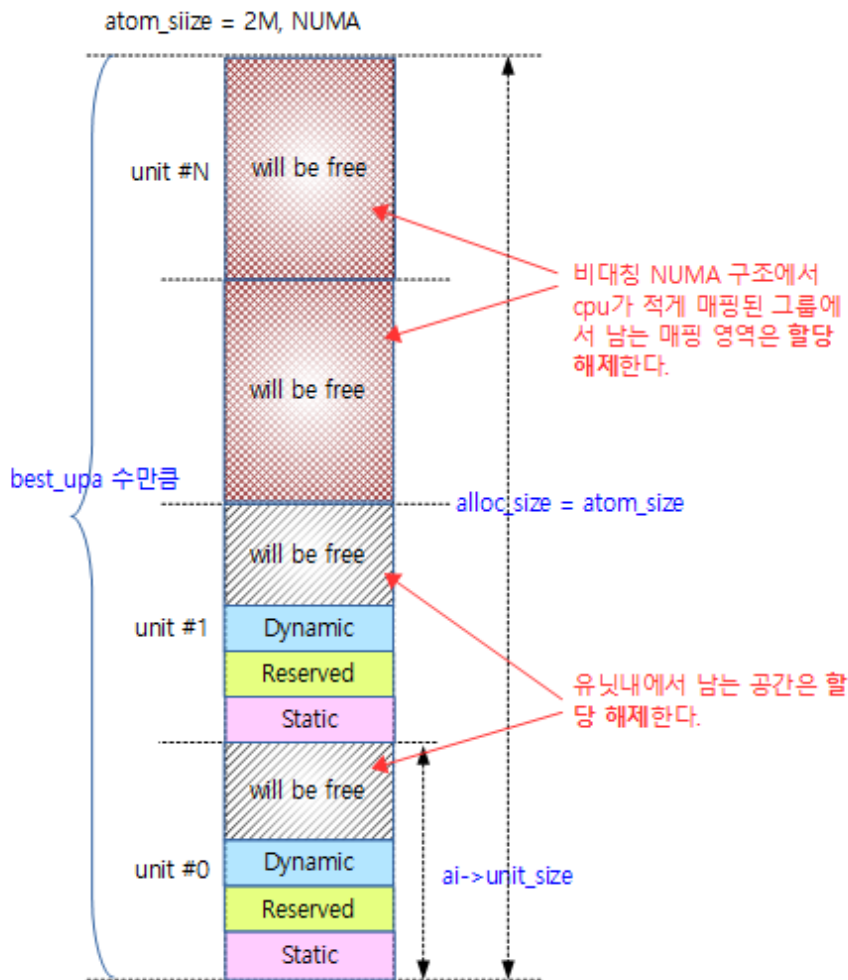 atom_siize = 2M, NUMA
will be free
unit #N
비대칭 NUMA 구조에서
cpu가 적게 매핑된 그룹에
서 남는 매핑 영역은 할당
해제한다.
will be free
best_upa 수만큼
alloc_size = atom_size
will be free
unit #1
Dynamic
Reserved
Static
유닛내에서 남는 공간은 할
당 해제한다.
will be free
unit #0
Dynamic
ai->unit_size
Reserved
Static